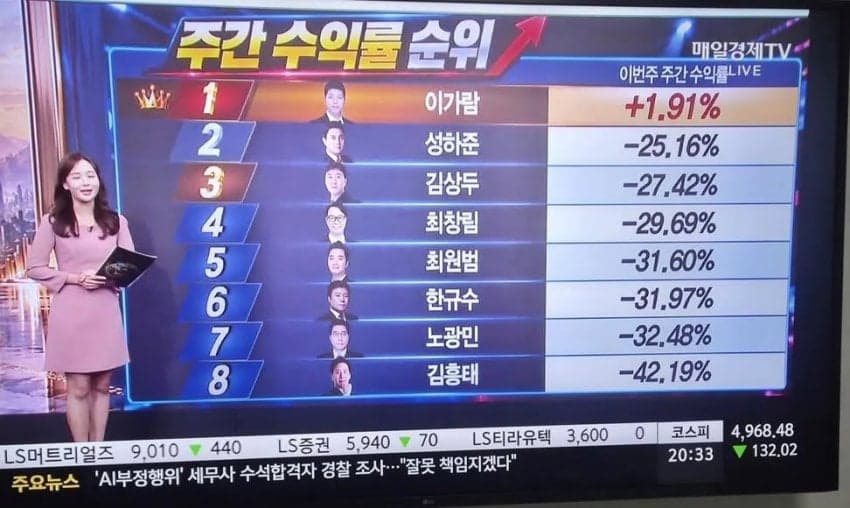 주간 수익률 순위
매일경제TV
이번주 주간 수익률 LIVE
1 이가람 +1.91%
2 성하준 -25.16%
3 김상두 -27.42%
4 최창림 -29.69%
5 최원범 -31.60%
6 한규수 -31.97%
7 노광민 -32.48%
8 김흥태 -42.19%
LS머트리얼즈 9,010 ▼ 440 LS증권 5,940 ▼ 70 LS티라유텍 3,600 0 코스피 4,968.48
20:33 ▼ 132.02
주요뉴스 'AI부정행위' 세무사 수석합격자 경찰 조사…"잘못 책임지겠다"
LG